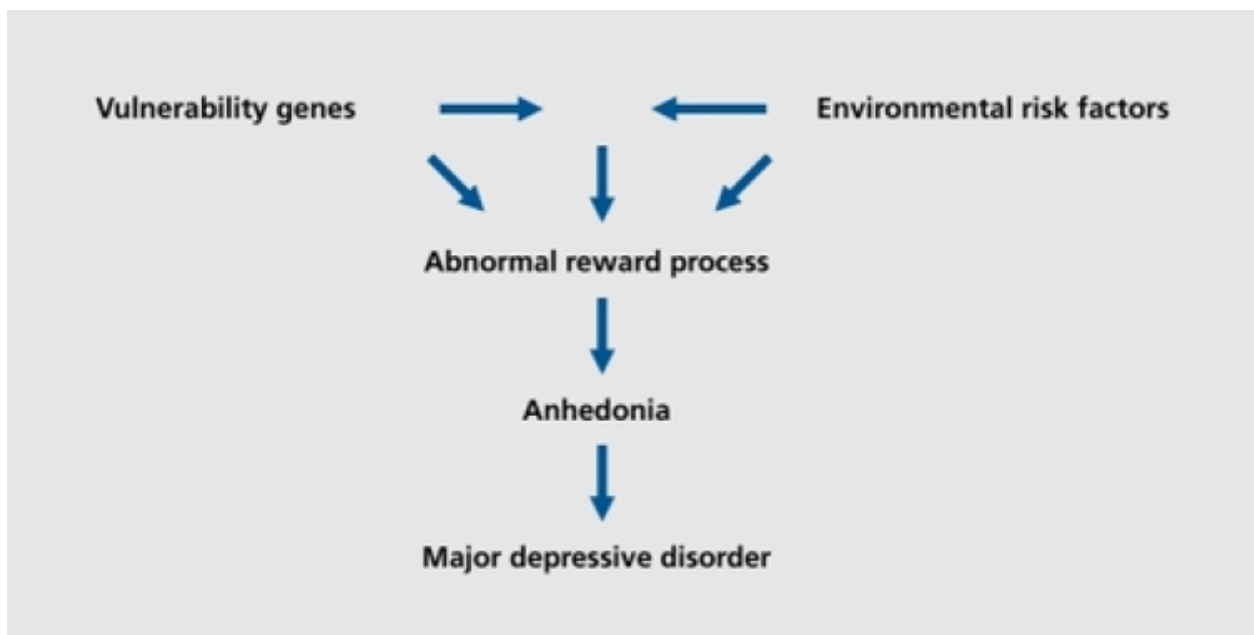 Vulnerability genes
Environmental risk factors
Abnormal reward process
Anhedonia
Major depressive disorder